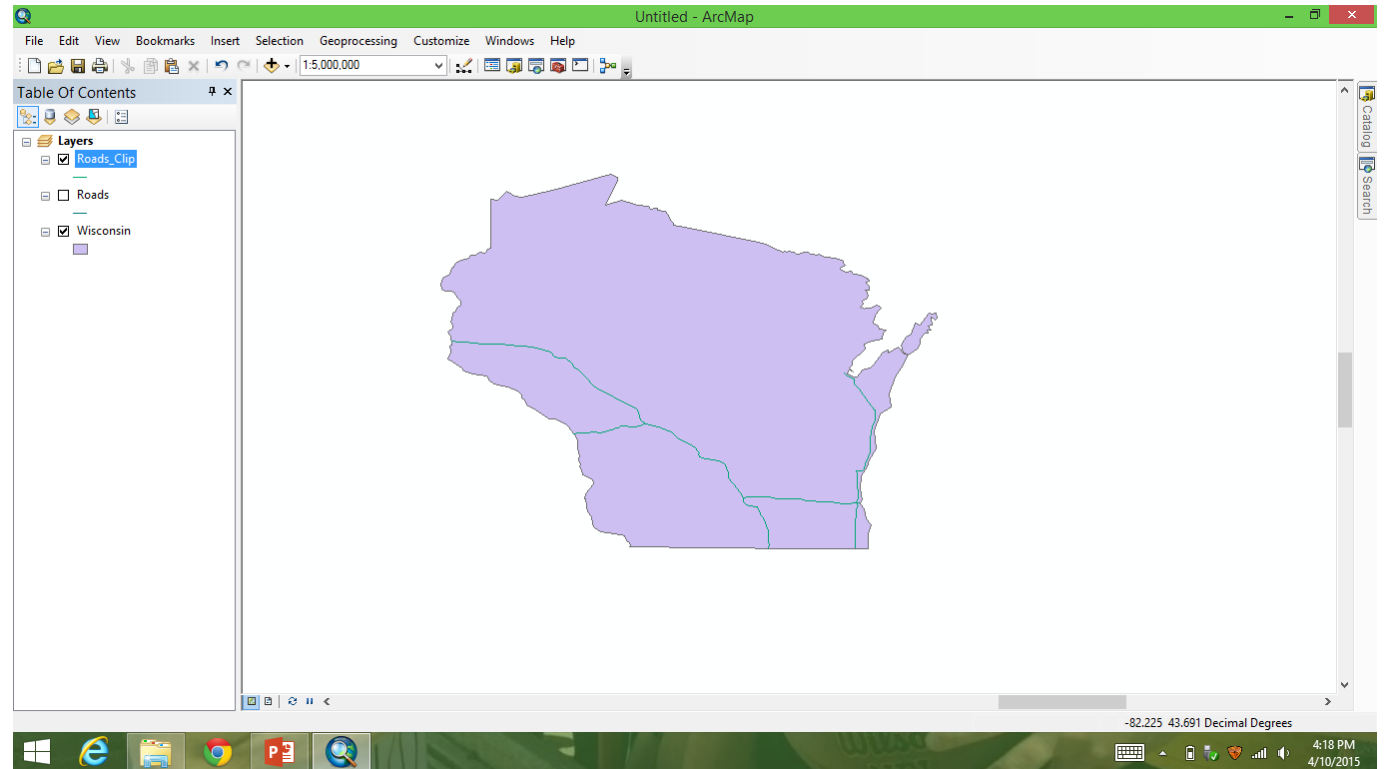 Untitled - ArcMap
File Edit View Bookmarks Insert Selection Geoprocessing Customize Windows Help
1:5,000,000
Table Of Contents
Layers
Roads_Clip
Roads
Wisconsin
Catalog
Search
-82.225 43.691 Decimal Degrees
4:18 PM
4/10/2015